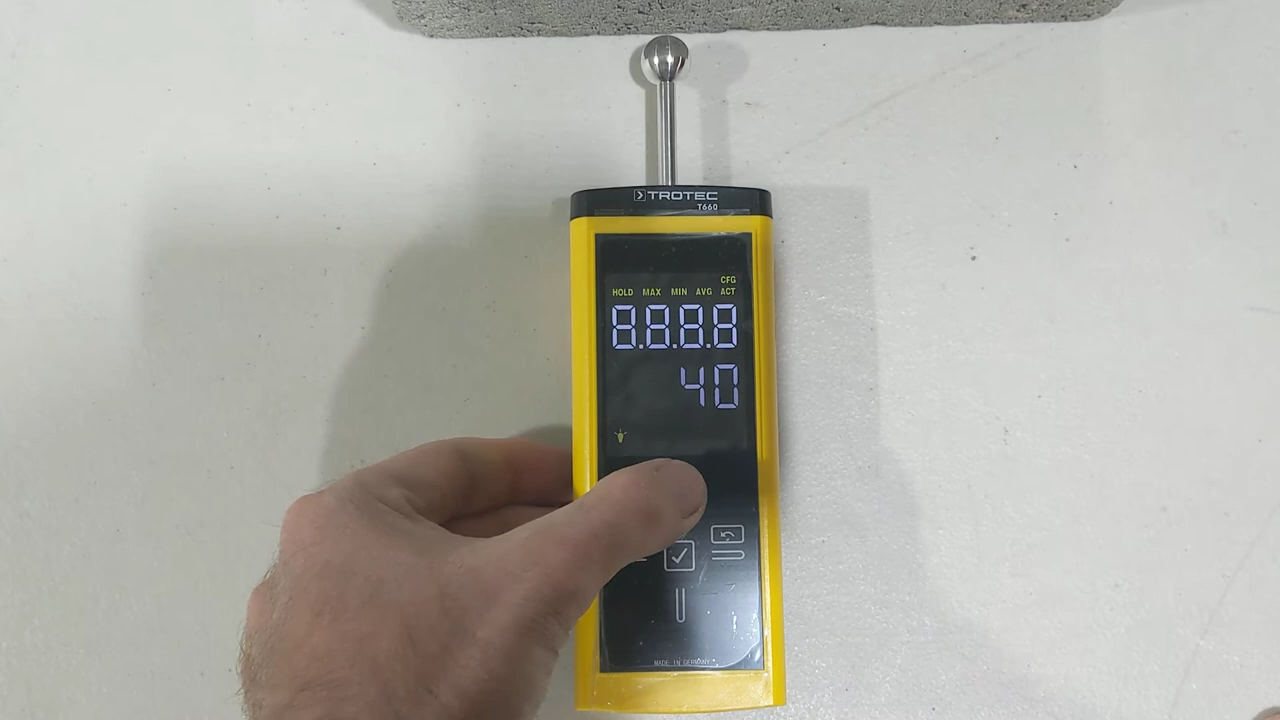 TROTEC
T660
CFG
HOLD MAX MIN AVG ACT
8.8.8.8
40
MADE IN GERMANY